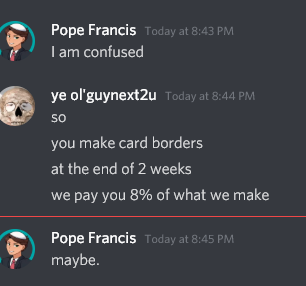 Pope Francis Today at 8:43 PM
I am confused
ye ol'guynext2u Today at 8:44 PM
so
you make card borders
at the end of 2 weeks
we pay you 8% of what we make
Pope Francis Today at 8:45 PM
maybe.